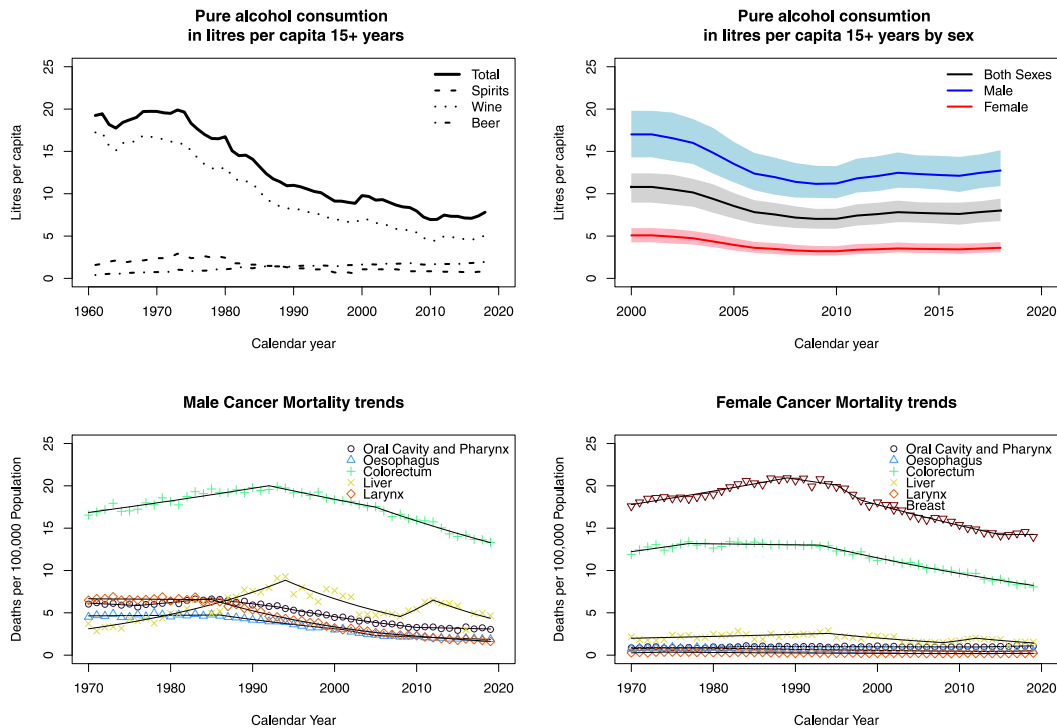 Pure alcohol consumtion
in litres per capita 15+ years
Litres per capita
25
20
15
10
5
0
Total
Spirits
Wine
Beer
1960 1970 1980 1990 2000 2010 2020
Calendar year
Pure alcohol consumtion
in litres per capita 15+ years by sex
Litres per capita
25
20
15
10
5
0
Both Sexes
Male
Female
2000 2005 2010 2015 2020
Calendar year
Male Cancer Mortality trends
Deaths per 100,000 Population
25
20
15
10
5
0
Oral Cavity and Pharynx
Oesophagus
Colorectum
Liver
Larynx
1970 1980 1990 2000 2010 2020
Calendar Year
Female Cancer Mortality trends
Deaths per 100,000 Population
25
20
15
10
5
0
Oral Cavity and Pharynx
Oesophagus
Colorectum
Liver
Larynx
Breast
1970 1980 1990 2000 2010 2020
Calendar Year